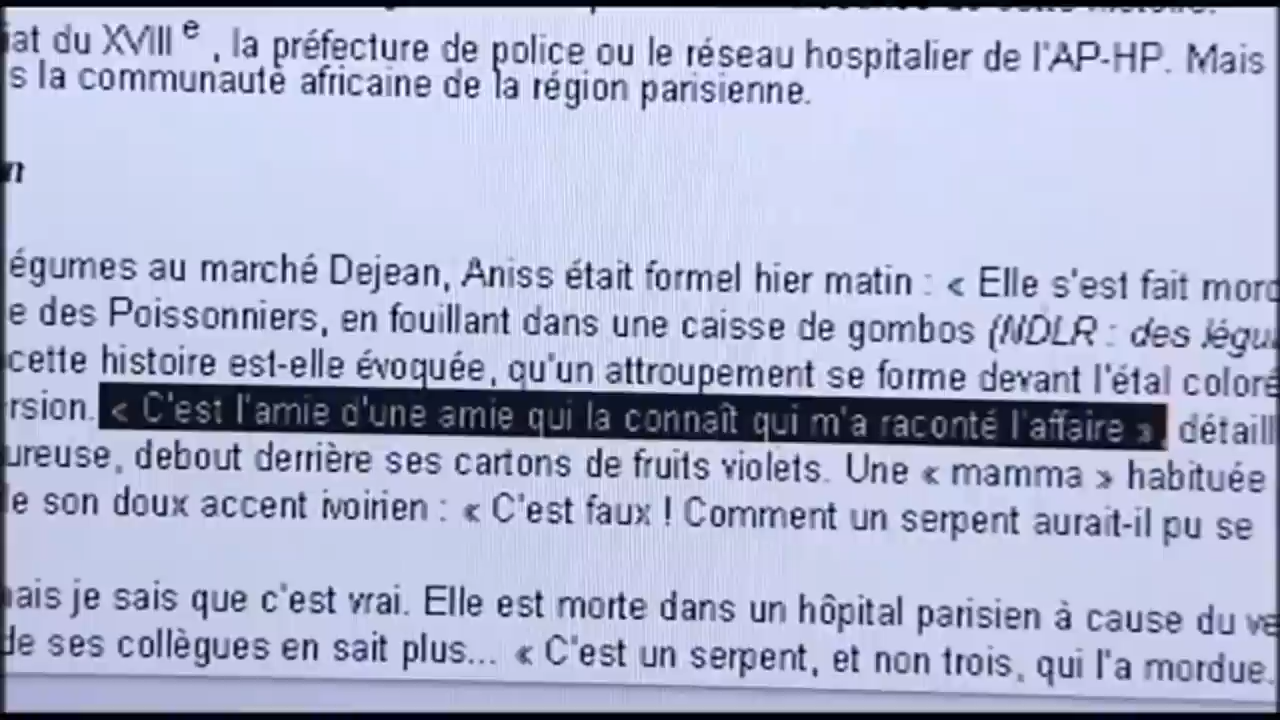 iat du XVIII e , la préfecture de police ou le réseau hospitalier de l'AP-HP. Mais
s la communauté africaine de la région parisienne.
n
égumes au marché Dejean, Aniss était formel hier matin : « Elle s'est fait mord
e des Poissonniers, en fouillant dans une caisse de gombos (NDLR : des légu
cette histoire est-elle évoquée, qu'un attroupement se forme devant l'étal coloré
rsion. « C'est l'amie d'une amie qui la connaît qui m'a raconté l'affaire », détaill
ureuse, debout derrière ses cartons de fruits violets. Une « mamma » habituée
le son doux accent ivoirien : « C'est faux ! Comment un serpent aurait-il pu se
nais je sais que c'est vrai. Elle est morte dans un hôpital parisien à cause du ve
de ses collègues en sait plus... « C'est un serpent, et non trois, qui l'a mordue.